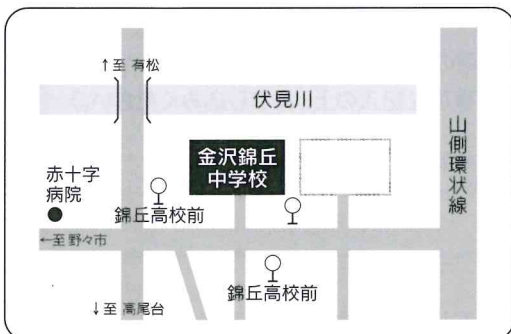 ↑至 有松
伏見川
山側環状線
金沢錦丘
中学校
赤十字
病院
錦丘高校前
←至野々市
錦丘高校前
↓至 高尾台